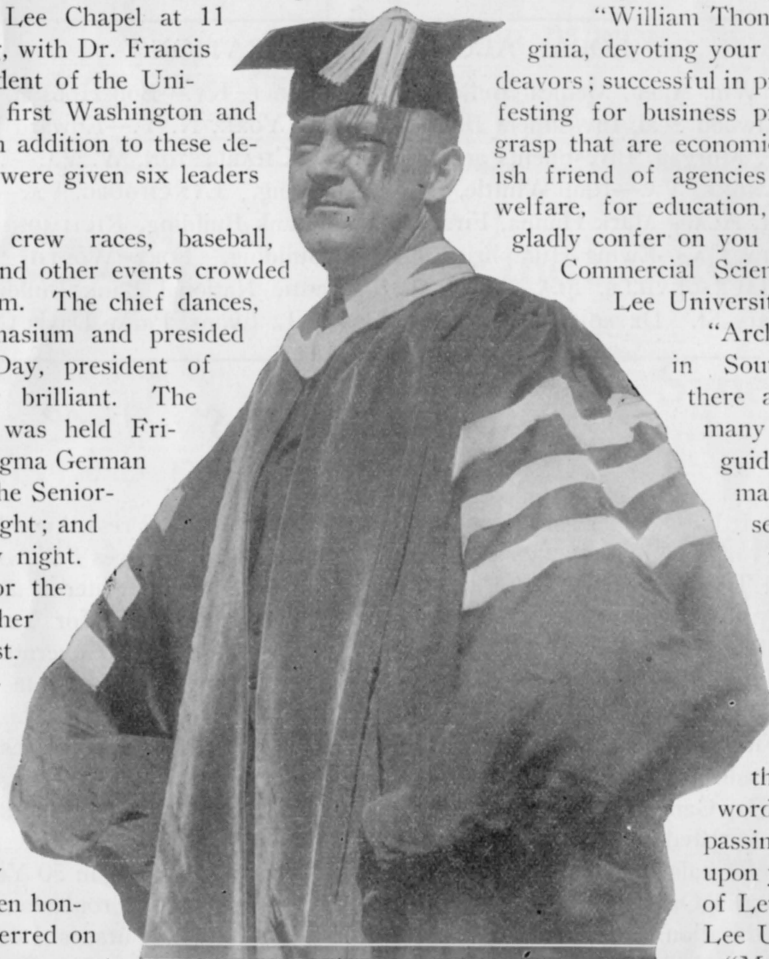 Lee Chapel at 11
with Dr. Francis
dent of the Uni-
first Washington and
addition to these de-
were given six leaders
crew races, baseball,
nd other events crowded
m. The chief dances,
nasium and presided
Day, president of
brilliant. The
was held Fri-
gma German
he Senior-
ght; and
night.
or the
her
st.
en hon-
erred on
"William Thom
ginia, devoting your
deavors; successful in p
festing for business p
grasp that are economic
ish friend of agencies
welfare, for education,
gladly confer on you
Commercial Scien
Lee Universit
"Arch
in Sout
there a
many
guid
ma
se
th
word
passin
upon y
of Le
Lee U